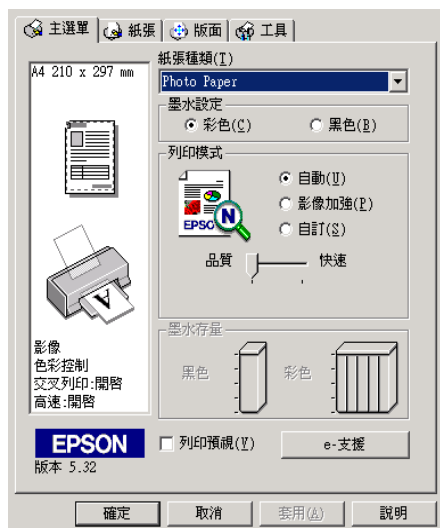 主選單 紙張 版面 工具
A4 210 x 297 mm
紙張種類(T)
Photo Paper
墨水設定
彩色(C) 黑色(B)
列印模式
自動(U)
影像加強(P)
自訂(S)
EPSO N
品質 快速
A
影像
色彩控制
交叉列印:開啓
高速:開啓
墨水存量
黑色 彩色
EPSON
版本 5.32
列印預視(V) e-支援
確定 取消 套用(A) 說明